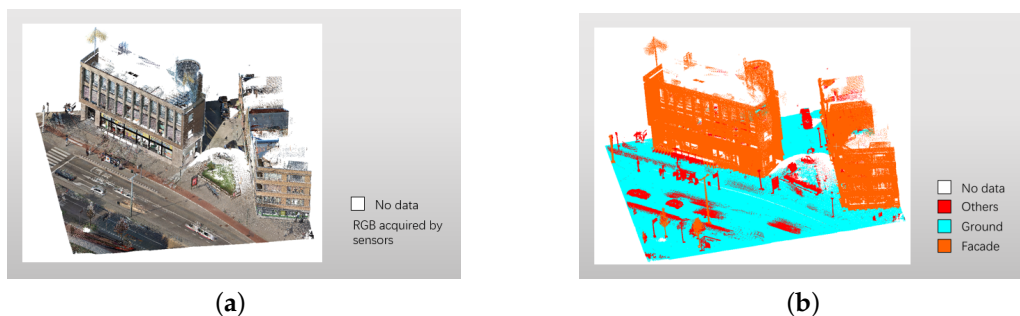 No data
RGB acquired by
sensors
No data
Others
Ground
Facade
(a)
(b)